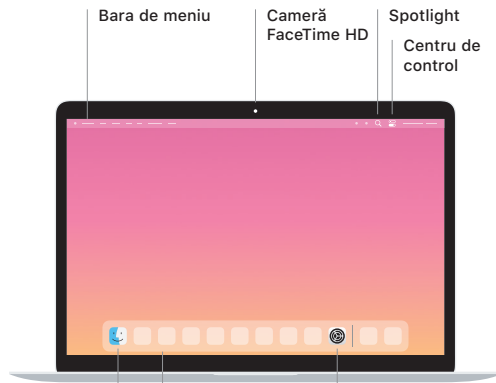 Bara de meniu
Cameră
FaceTime HD
Spotlight
Centru de
control